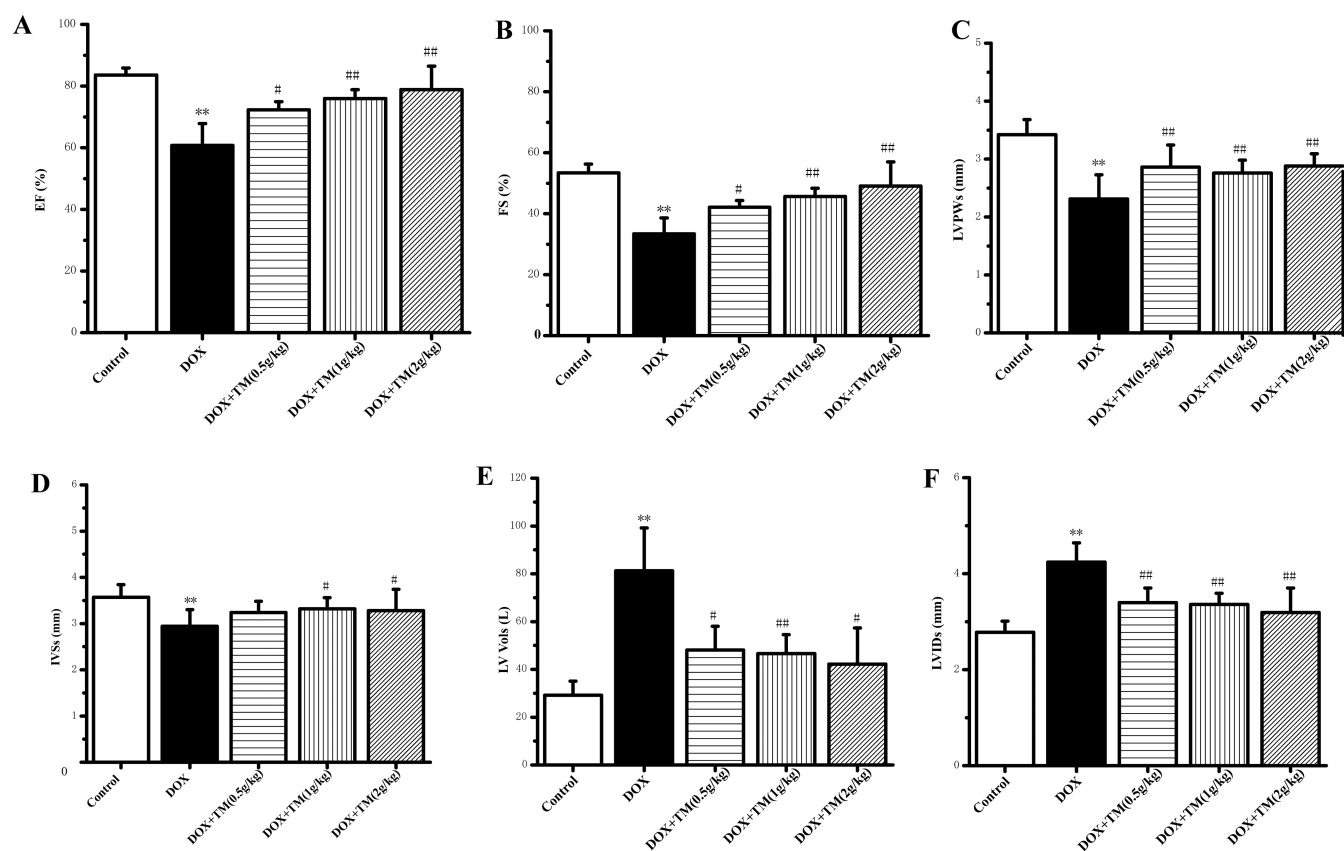 A
EF (%)
100
80
60
40
20
0
**
#
##
##
Control
DOX
DOX+TM(0.5g/kg)
DOX+TM(1g/kg)
DOX+TM(2g/kg)
B
FS (%)
100
80
60
40
20
0
**
#
##
##
Control
DOX
DOX+TM(0.5g/kg)
DOX+TM(1g/kg)
DOX+TM(2g/kg)
C
LVPWs (mm)
5
4
3
2
1
0
**
##
##
##
Control
DOX
DOX+TM(0.5g/kg)
DOX+TM(1g/kg)
DOX+TM(2g/kg)
D
IVSs (mm)
6
5
4
3
2
1
0
**
#
#
Control
DOX
DOX+TM(0.5g/kg)
DOX+TM(1g/kg)
DOX+TM(2g/kg)
E
LV Vols (L)
120
100
80
60
40
20
0
**
#
##
#
Control
DOX
DOX+TM(0.5g/kg)
DOX+TM(1g/kg)
DOX+TM(2g/kg)
F
LVIDs (mm)
6
4
2
0
**
##
##
##
Control
DOX
DOX+TM(0.5g/kg)
DOX+TM(1g/kg)
DOX+TM(2g/kg)